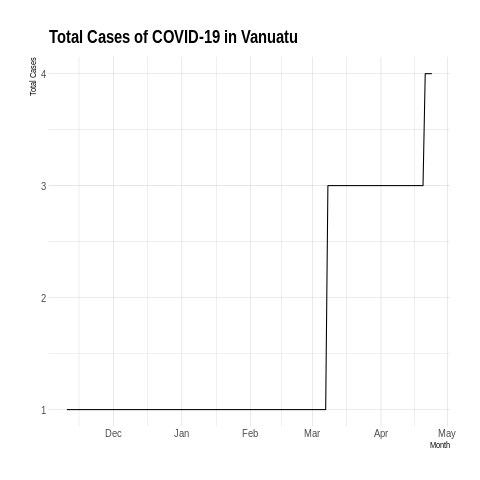 Total Cases of COVID-19 in Vanuatu
Total Cases
4
3
2
1
Dec Jan Feb Mar Apr May
Month